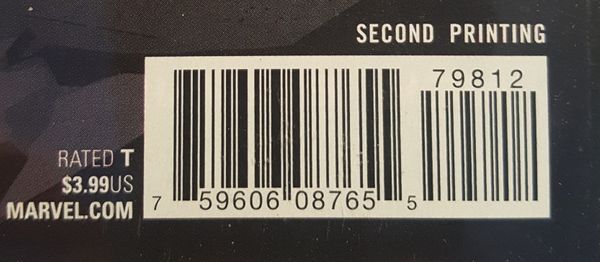 SECOND PRINTING
79812
RATED T
$3.99US
MARVEL.COM
7 59606 08765 5